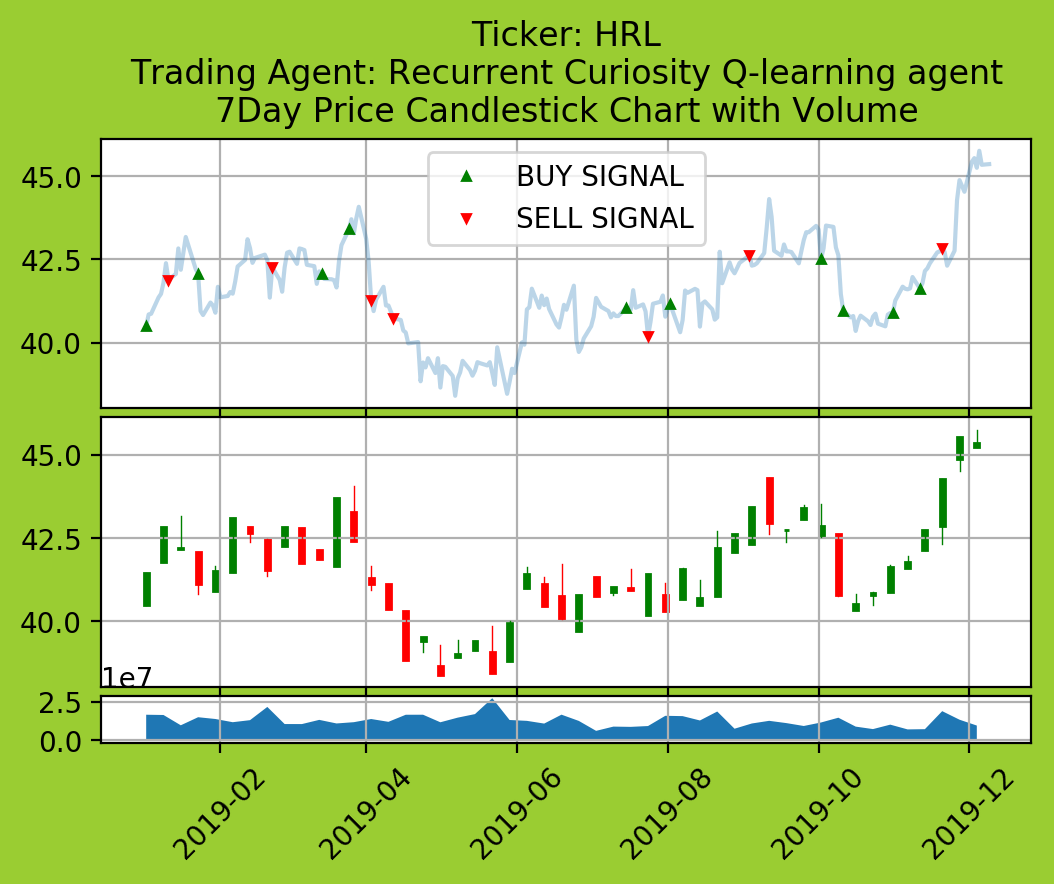 Ticker: HRL
Trading Agent: Recurrent Curiosity Q-learning agent
7Day Price Candlestick Chart with Volume
45.0
42.5
40.0
BUY SIGNAL
SELL SIGNAL
45.0
42.5
40.0
1e7
2.5
0.0
2019-02
2019-04
2019-06
2019-08
2019-10
2019-12